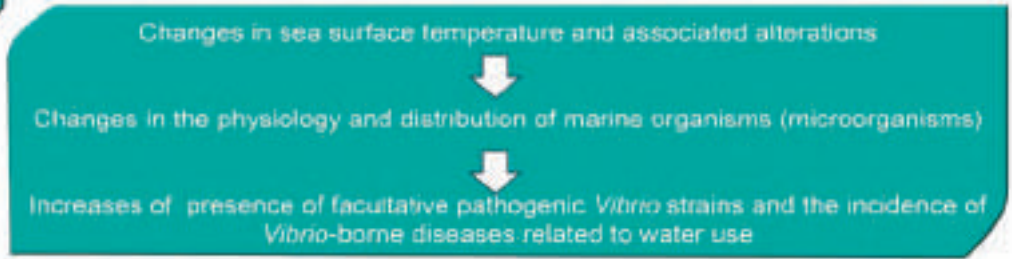 Changes in sea surface temperature and associated alterations
Changes in the physiology and distribution of marine organisms (microorganisms)
Increases of presence of facultative pathogenic Vibrio strains and the incidence of
Vibrio-borne diseases related to water use